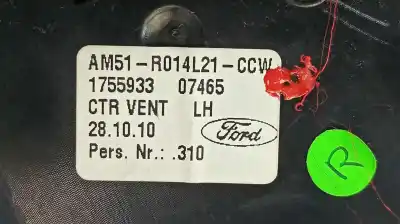 AM51-R014L21-CCW
1755933 07465
CTR VENT LH
28.10.10 Ford
Pers. Nr.: .310
R